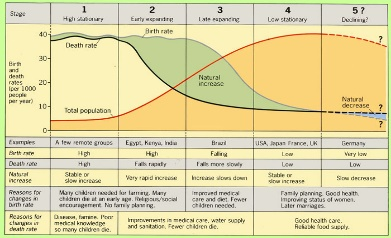 Stage
1
High stationary
2
Early expanding
3
Late expanding
4
Low stationary
5 ?
Declining?
Birth
and
death
rates
(per 1000
people
per year)
40
30
20
10
0
Birth rate
Death rate
Natural
increase
Total population
Natural
decrease
?
?
?
Examples
A few remote groups
Egypt, Kenya, India
Brazil
USA, Japan France, UK
Germany
Birth rate
High
High
Falling
Low
Very low
Death rate
High
Falls rapidly
Falls more slowly
Low
Low
Natural
increase
Stable or
slow increase
Very rapid increase
Increase slows down
Stable or
slow increase
Slow decrease
Reasons for
changes in
birth rate
Many children needed for farming. Many
children die at an early age. Religious/social
encouragement. No family planning.
Improved medical
care and diet. Fewer
children needed.
Family planning. Good health.
Improving status of women.
Later marriages.
Reasons for
changes in
death rate
Disease, famine. Poor
medical knowledge
so many children die.
Improvements in medical care, water supply
and sanitation. Fewer children die.
Good health care.
Reliable food supply.